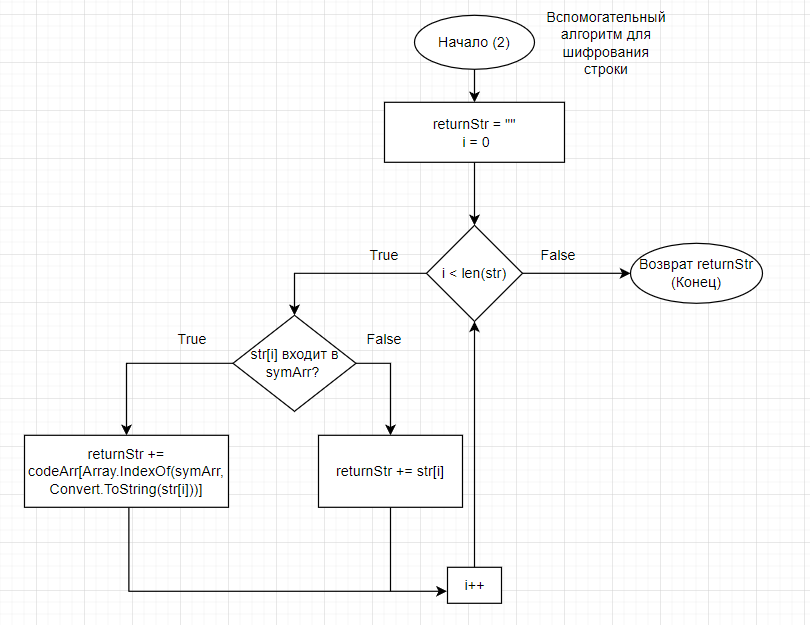 Начало (2)
Вспомогательный
алгоритм для
шифрования
строки
returnStr = ""
i = 0
True
i < len(str)
False
Возврат returnStr
(Конец)
True
str[i] входит в
symArr?
False
returnStr +=
codeArr[Array.IndexOf(symArr,
Convert.ToString(str[i]))]
returnStr += str[i]
i++